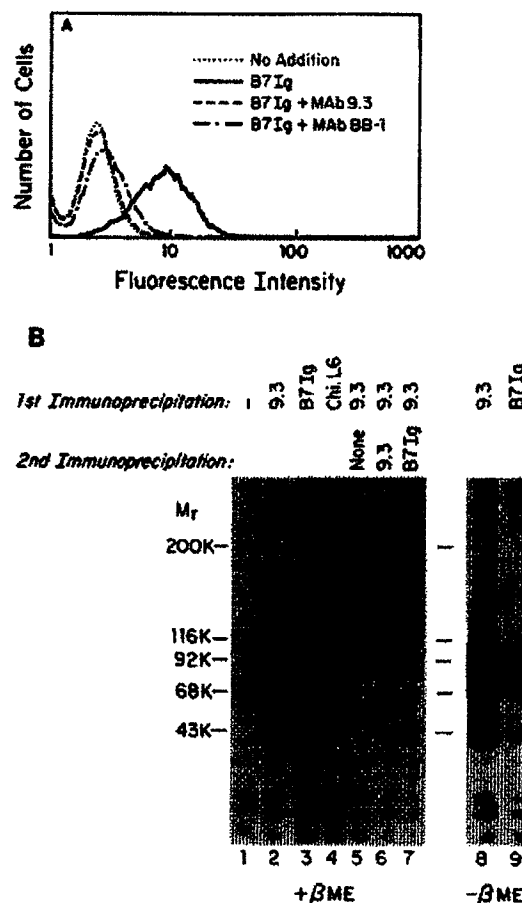 A
No Addition
B7Ig
B7Ig + MAb 9.3
B7Ig + MAb BB-1
Number of Cells
1 10 100 1000
Fluorescence Intensity
B
1st Immunoprecipitation: – 9.3 B7Ig Chi.L6 9.3 9.3 9.3 9.3 B7Ig
2nd Immunoprecipitation: None 9.3 B7Ig
Mr
200K–
116K–
92K–
68K–
43K–
1 2 3 4 5 6 7 8 9
+βME -βME